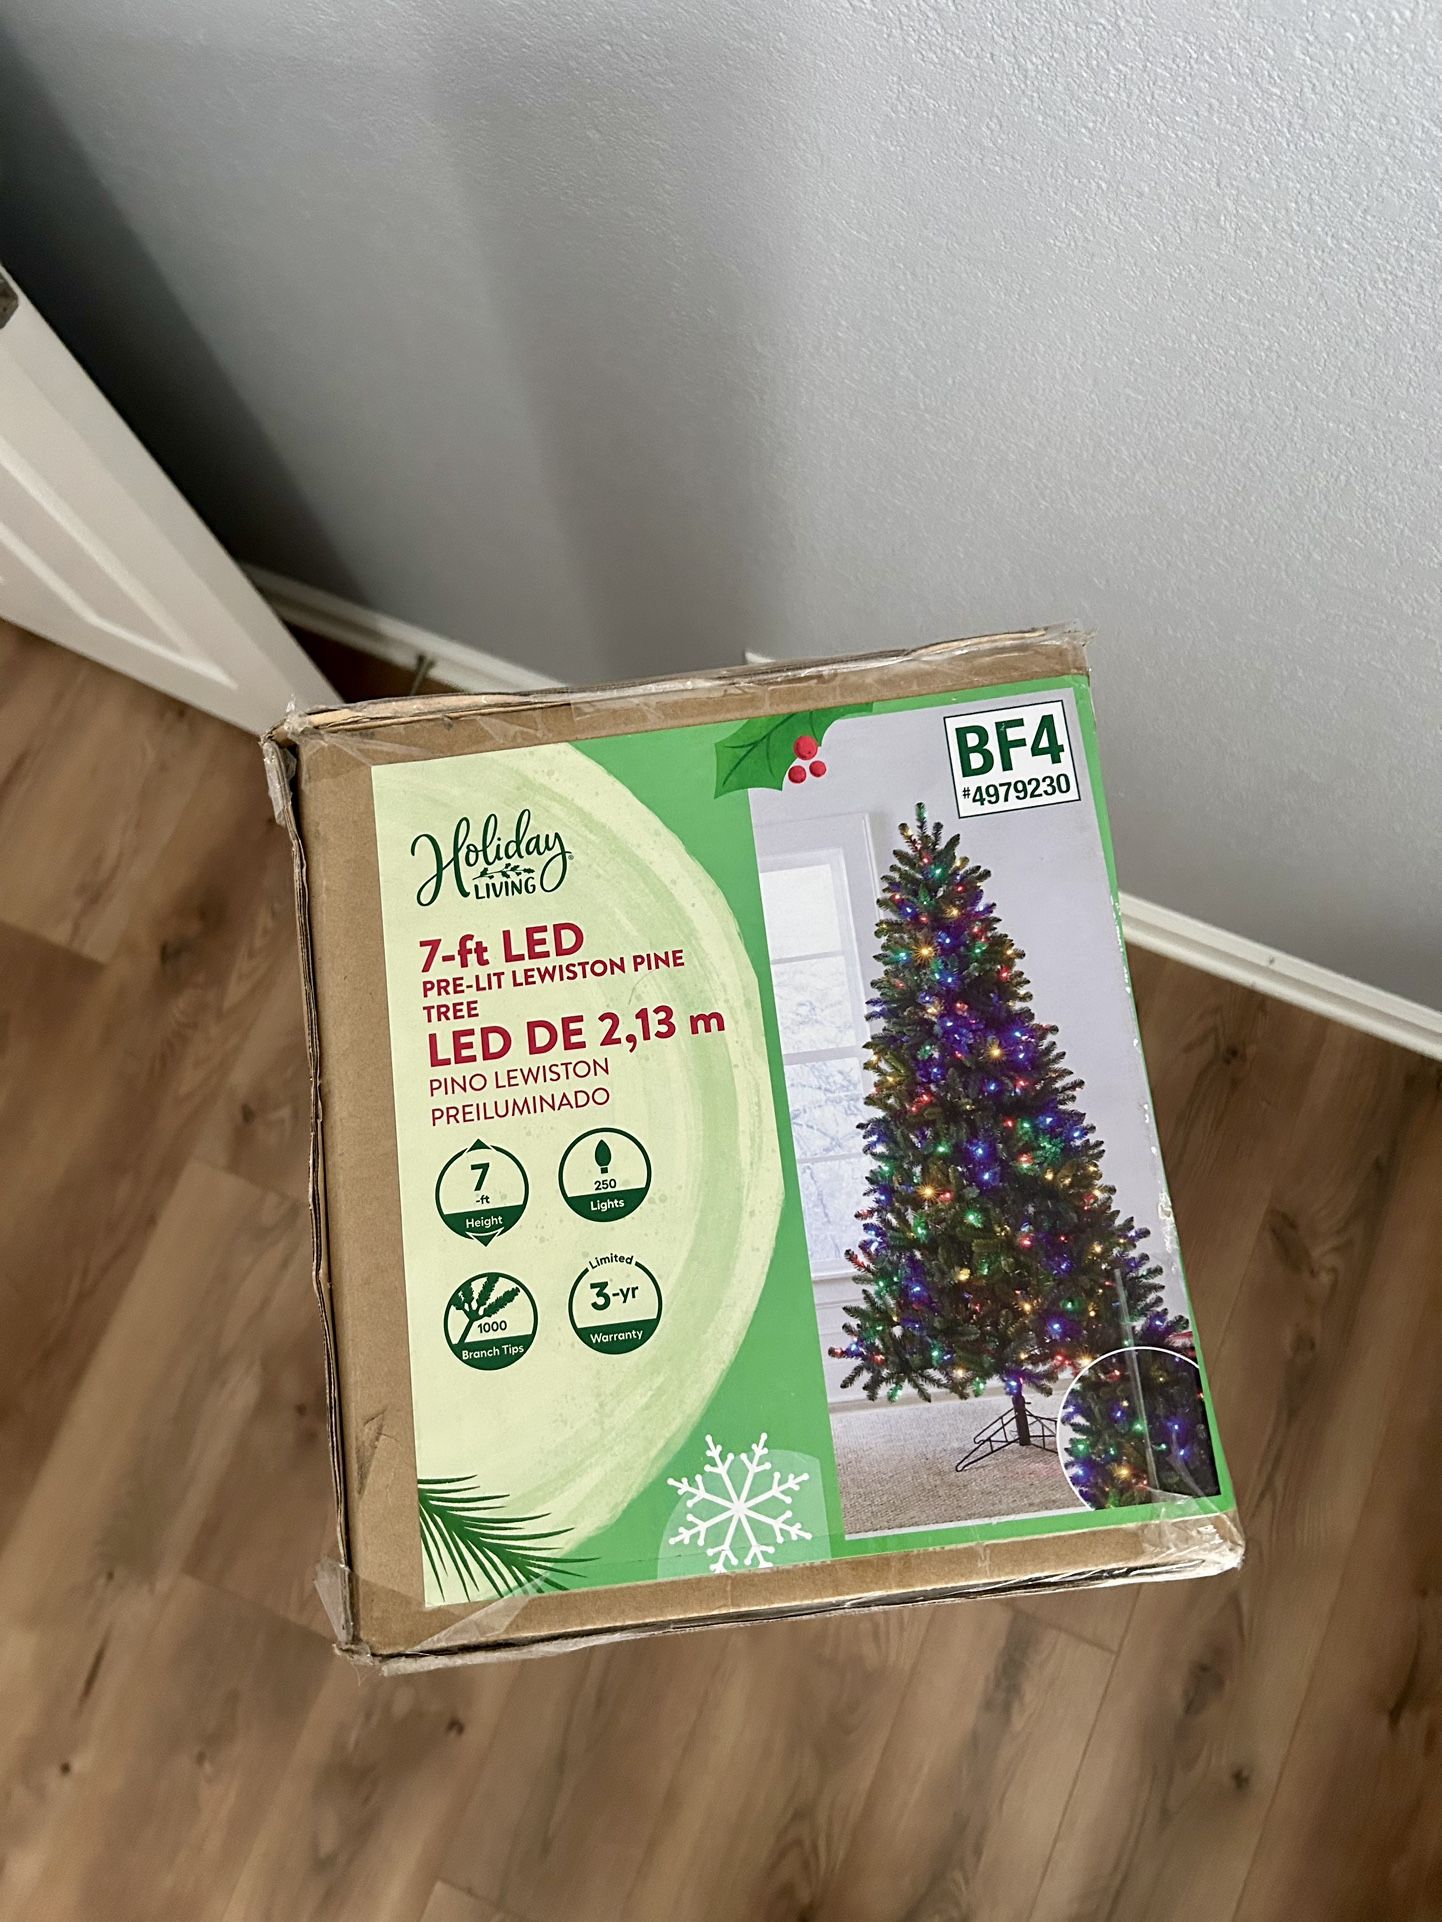 Holiday
LIVING
BF4
#4979230
7-ft LED
PRE-LIT LEWISTON PINE
TREE
LED DE 2,13 m
PINO LEWISTON
PREILUMINADO
7
-ft
Height
250
Lights
1000
Branch Tips
Limited
3-yr
Warranty